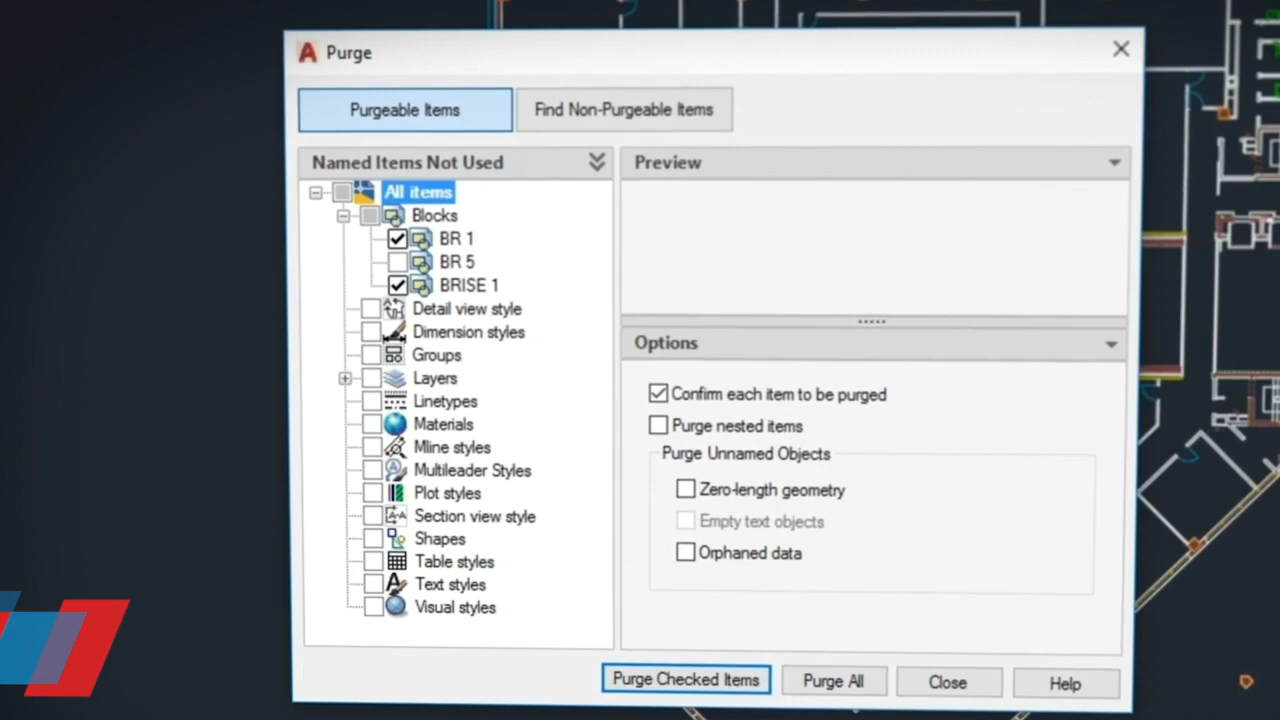 Purge
Purgeable Items
Find Non-Purgeable Items
Named Items Not Used
All items
Blocks
BR 1
BR 5
BRISE 1
Detail view style
Dimension styles
Groups
Layers
Linetypes
Materials
Mline styles
Multileader Styles
Plot styles
Section view style
Shapes
Table styles
Text styles
Visual styles
Preview
Options
Confirm each item to be purged
Purge nested items
Purge Unnamed Objects
Zero-length geometry
Empty text objects
Orphaned data
Purge Checked Items
Purge All
Close
Help